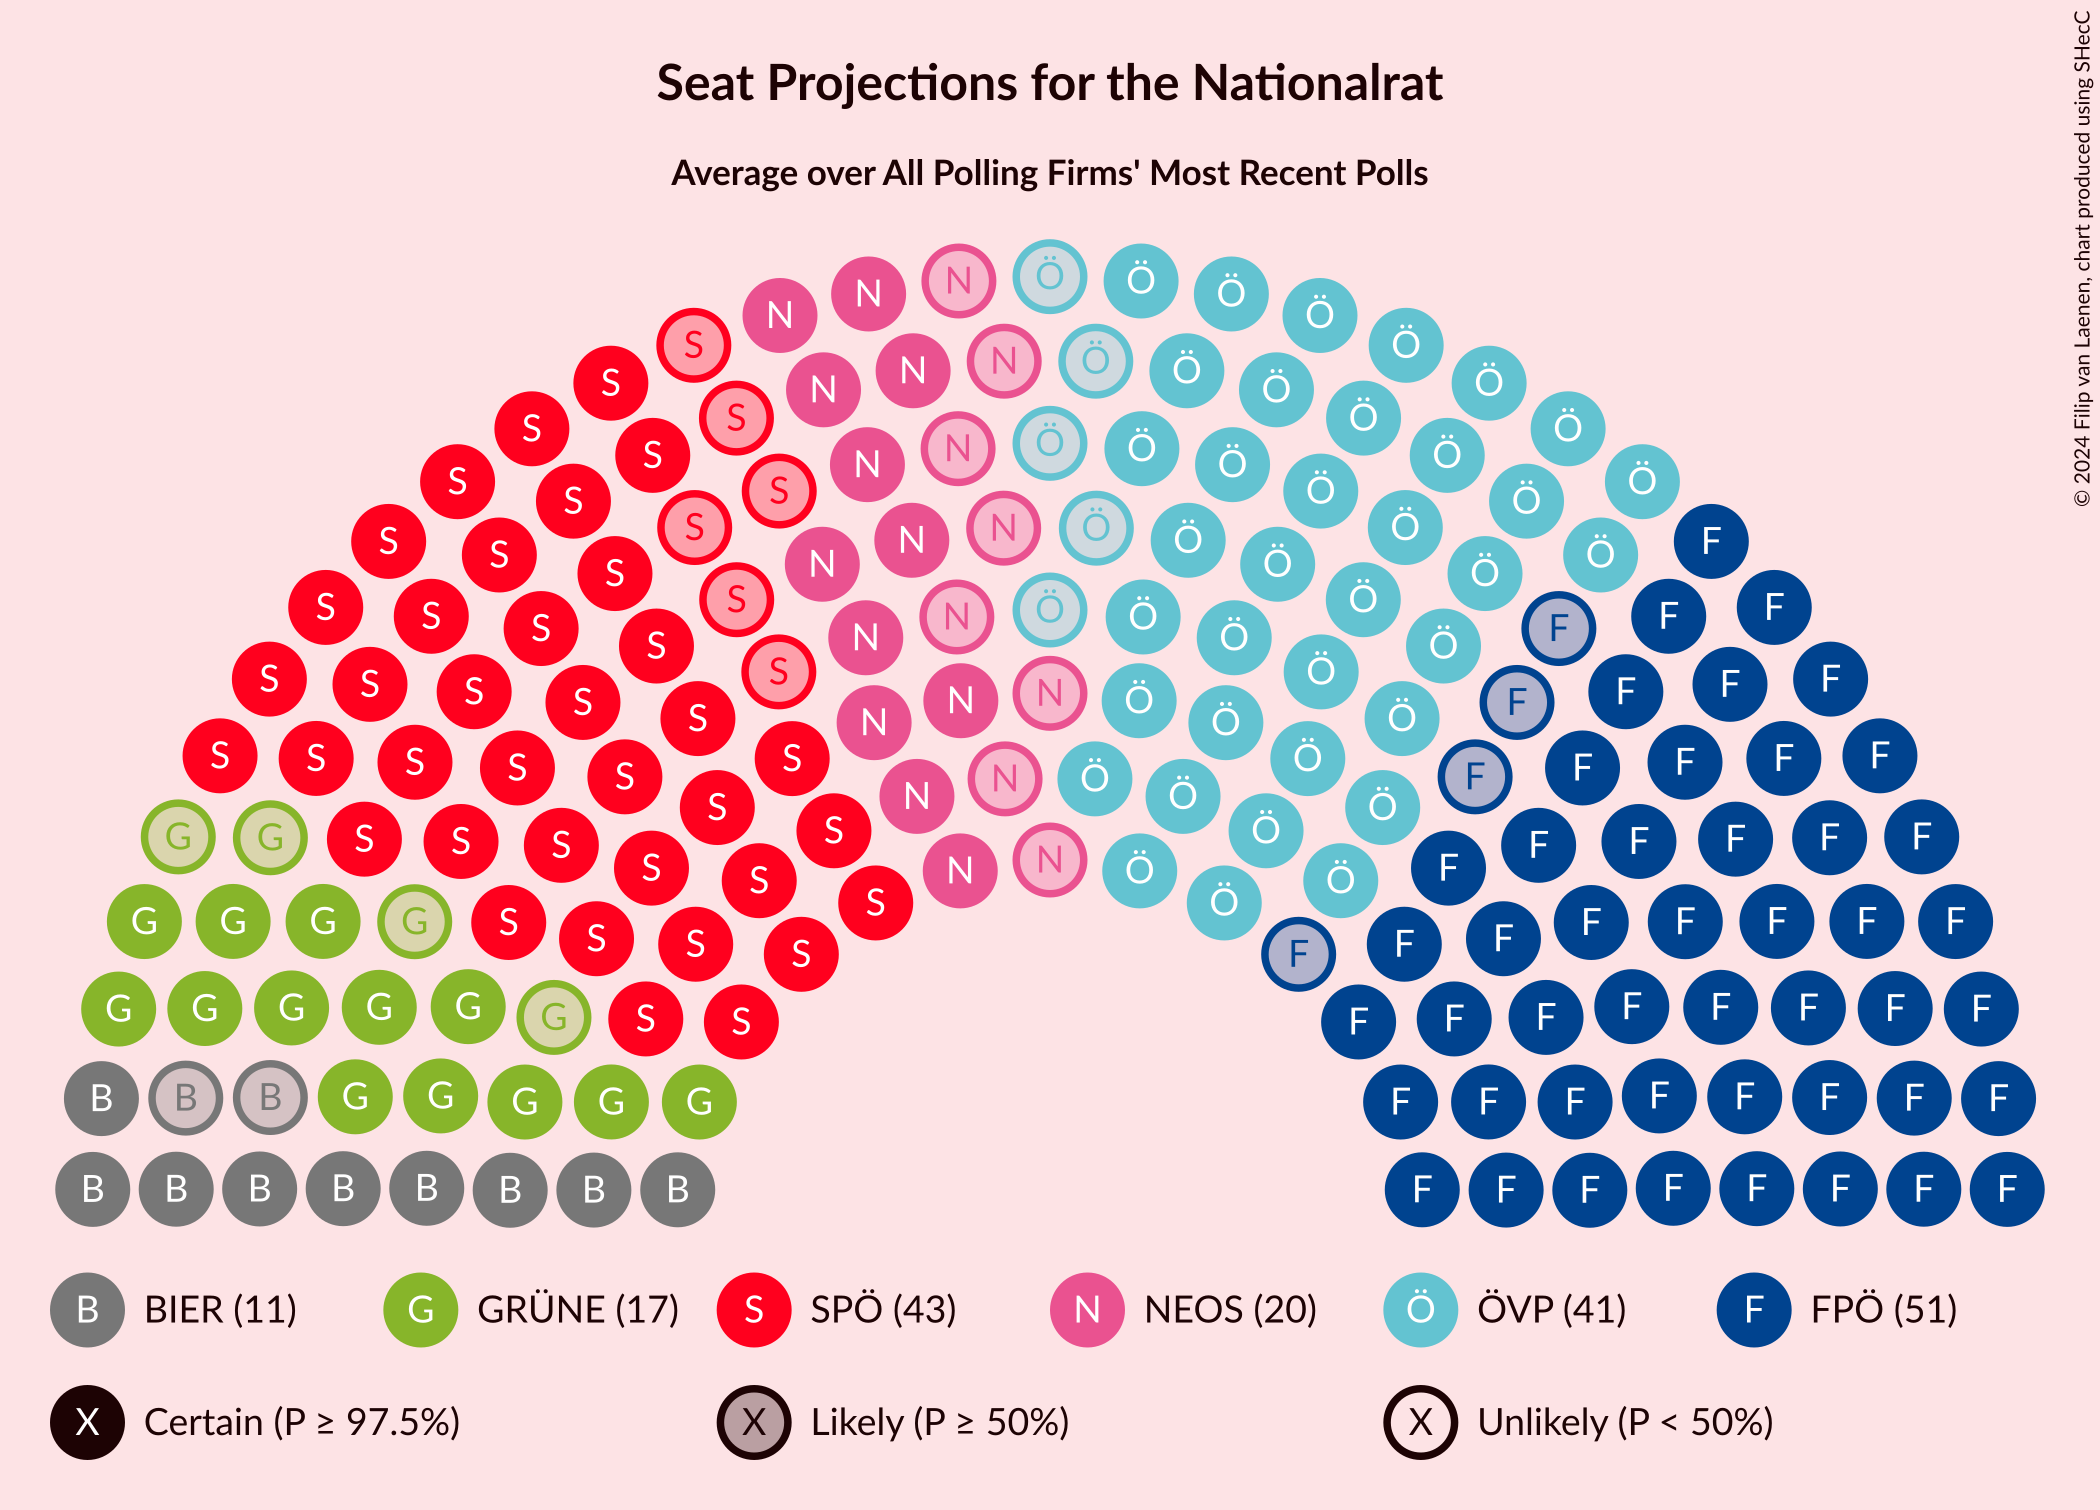 Seat Projections for the Nationalrat
Average over All Polling Firms' Most Recent Polls
© 2024 Filip van Laenen, chart produced using SHecC
N N N Ö Ö Ö Ö Ö
S S N N N Ö Ö Ö Ö Ö
S S S N N N Ö Ö Ö Ö Ö Ö
S S S S N N N Ö Ö Ö Ö Ö F
S S S S S N N Ö Ö Ö Ö Ö F F F
S S S S S S N N N Ö Ö Ö Ö F F F F
S S S S S S S N N Ö Ö Ö Ö F F F F F
G G S S S S S S N N Ö Ö Ö F F F F F F
G G G G S S S S S Ö F F F F F F F F
G G G G G G S S F F F F F F F F
B B B G G G G G F F F F F F F F
B B B B B B B B F F F F F F F F
B BIER (11) G GRÜNE (17) S SPÖ (43) N NEOS (20) Ö ÖVP (41) F FPÖ (51)
X Certain (P ≥ 97.5%) X Likely (P ≥ 50%) X Unlikely (P < 50%)